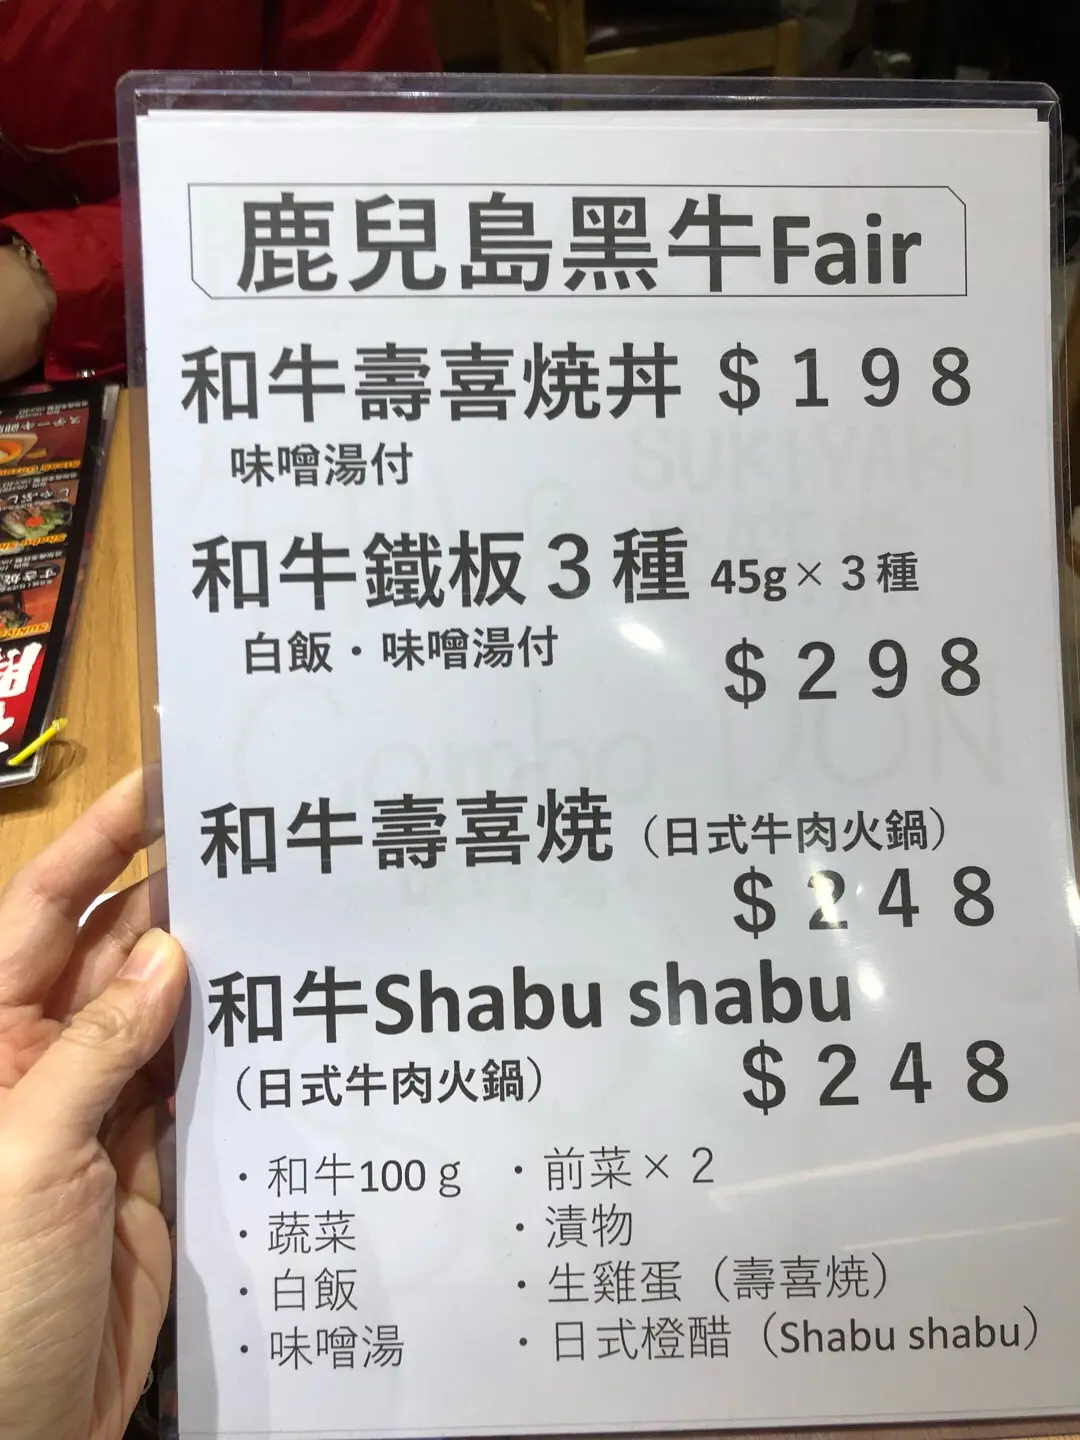 鹿兒島黑牛Fair
和牛壽喜焼丼 $198
味噌湯付
和牛鐵板3種 45g×3種
白飯・味噌湯付
$298
和牛壽喜焼 (日式牛肉火鍋)
$248
和牛Shabu shabu
(日式牛肉火鍋) $248
・和牛100g ・前菜×2
・蔬菜 ・漬物
・白飯 ・生雞蛋(壽喜燒)
・味噌湯 ・日式橙醋(Shabu shabu)
SUKIYAKI
Combo DON